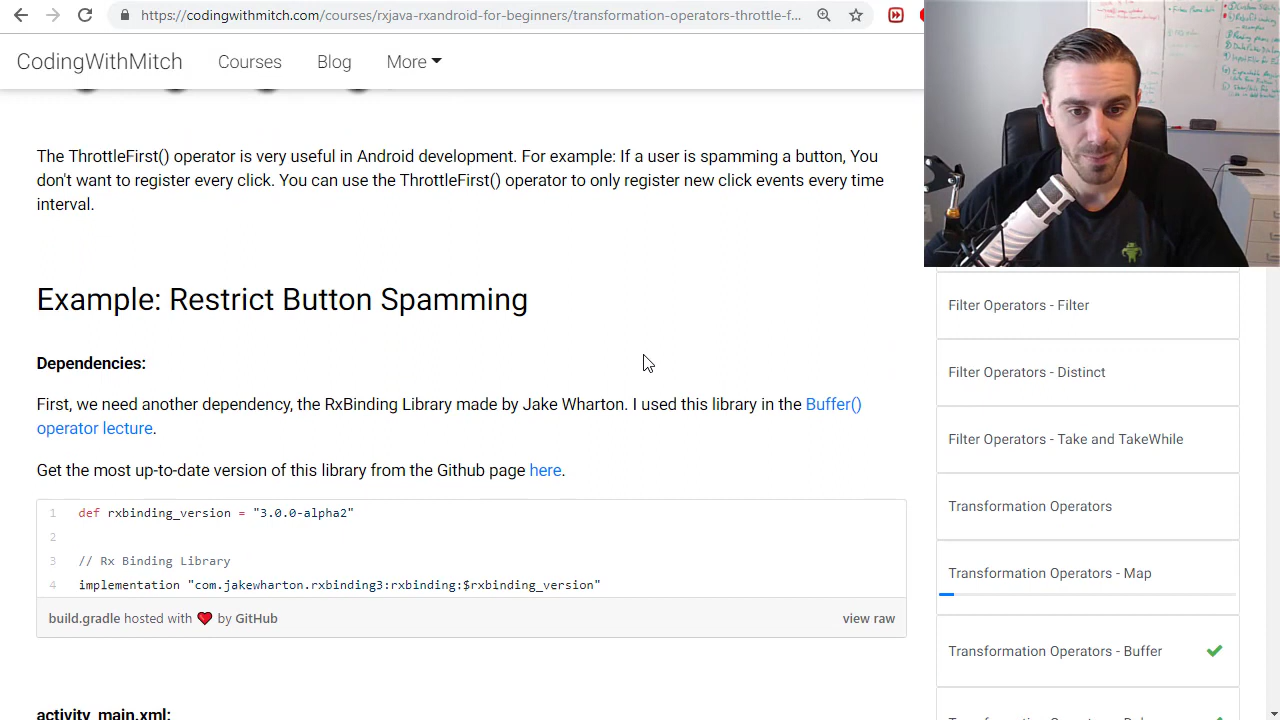 https://codingwithmitch.com/courses/rxjava-rxandroid-for-beginners/transformation-operators-throttle-f...
CodingWithMitch
Courses
Blog
More
The ThrottleFirst() operator is very useful in Android development. For example: If a user is spamming a button, You
don't want to register every click. You can use the ThrottleFirst() operator to only register new click events every time
interval.
Example: Restrict Button Spamming
Dependencies:
First, we need another dependency, the RxBinding Library made by Jake Wharton. I used this library in the Buffer()
operator lecture.
Get the most up-to-date version of this library from the Github page here.
1 def rxbinding_version = "3.0.0-alpha2"
2
3 // Rx Binding Library
4 implementation "com.jakewharton.rxbinding3:rxbinding:$rxbinding_version"
build.gradle hosted with ❤ by GitHub
view raw
activity_main.xml:
Filter Operators - Filter
Filter Operators - Distinct
Filter Operators - Take and TakeWhile
Transformation Operators
Transformation Operators - Map
Transformation Operators - Buffer